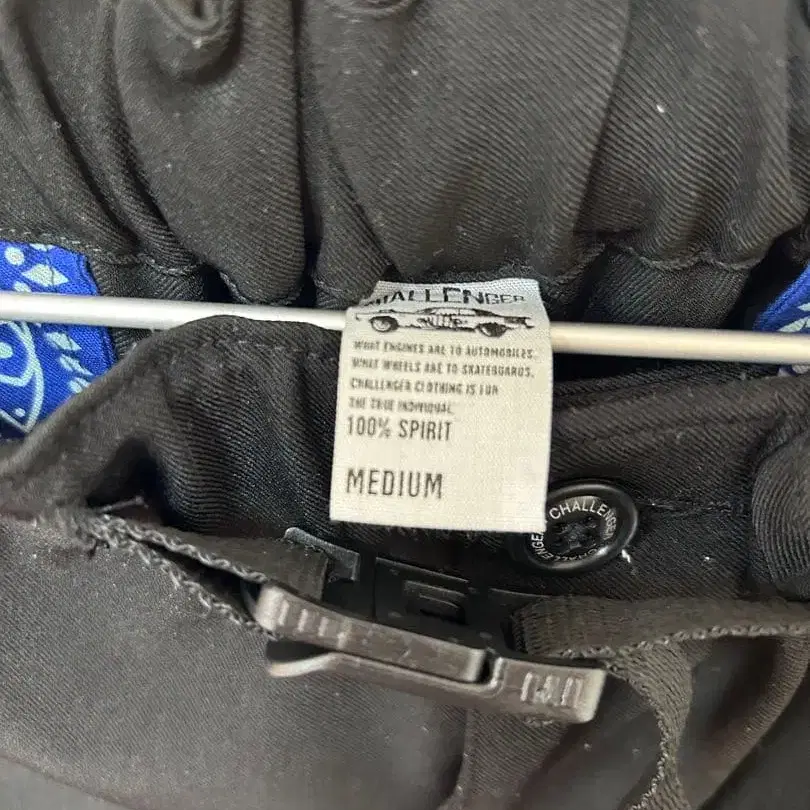 CHALLENGER
WHAT ENGINES ARE TO AUTOMOBILES,
WHAT WHEELS ARE TO SKATEBOARDS,
CHALLENGER CLOTHING IS FOR
THE TRUE INDIVIDUAL
100% SPIRIT
MEDIUM
CHALLENGER
CHALLENGER